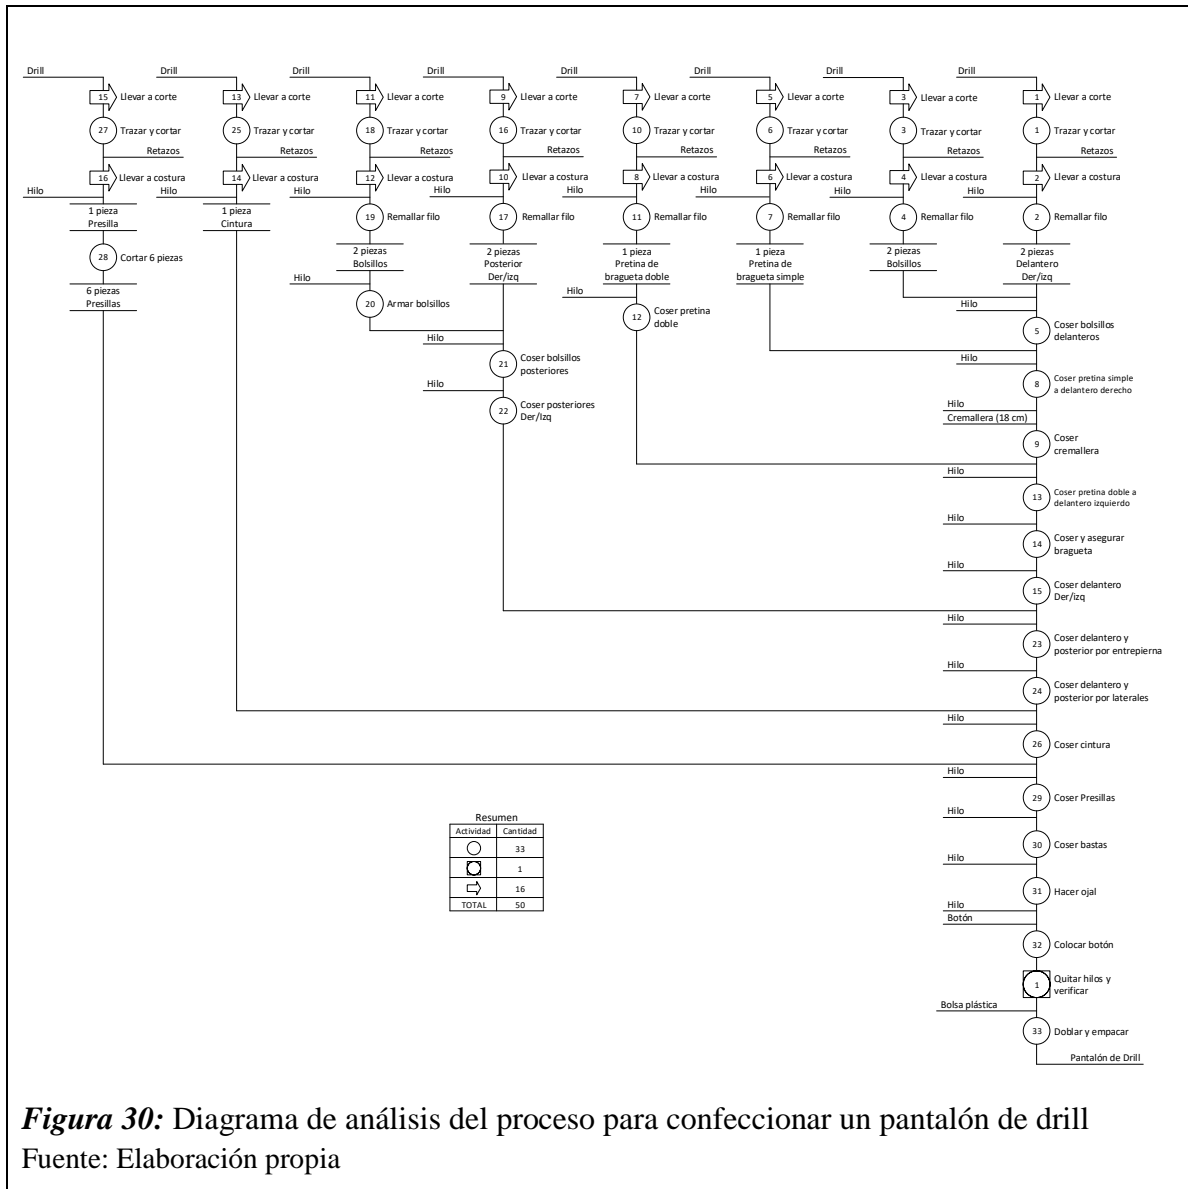 Drill Drill Drill Drill Drill Drill Drill Drill
15 Llevar a corte 13 Llevar a corte 11 Llevar a corte 9 Llevar a corte 7 Llevar a corte 5 Llevar a corte 3 Llevar a corte 1 Llevar a corte
27 Trazar y cortar 25 Trazar y cortar 18 Trazar y cortar 16 Trazar y cortar 10 Trazar y cortar 6 Trazar y cortar 3 Trazar y cortar 1 Trazar y cortar
Retazos Retazos Retazos Retazos Retazos Retazos Retazos Retazos
16 Llevar a costura 14 Llevar a costura 12 Llevar a costura 10 Llevar a costura 8 Llevar a costura 6 Llevar a costura 4 Llevar a costura 2 Llevar a costura
Hilo Hilo Hilo Hilo Hilo Hilo Hilo Hilo
1 pieza
Presilla
1 pieza
Cintura
19 Remallar filo 17 Remallar filo 11 Remallar filo 7 Remallar filo 4 Remallar filo 2 Remallar filo
28 Cortar 6 piezas
2 piezas
Bolsillos
2 piezas
Posterior
Der/izq
1 pieza
Pretina de
bragueta doble
1 pieza
Pretina de
bragueta simple
2 piezas
Bolsillos
2 piezas
Delantero
Der/izq
6 piezas
Presillas
Hilo
20 Armar bolsillos
Hilo
12 Coser pretina
doble
Hilo
5 Coser bolsillos
delanteros
Hilo
21 Coser bolsillos
posteriores
Hilo
8 Coser pretina simple
a delantero derecho
Hilo
22 Coser posteriores
Der/Izq
Hilo
Cremallera (18 cm)
9 Coser
cremallera
Hilo
13 Coser pretina doble a
delantero izquierdo
Hilo
14 Coser y asegurar
bragueta
Hilo
15 Coser delantero
Der/izq
Hilo
23 Coser delantero y
posterior por entrepierna
Hilo
24 Coser delantero y
posterior por laterales
Hilo
26 Coser cintura
Hilo
29 Coser Presillas
Hilo
30 Coser bastas
Hilo
31 Hacer ojal
Hilo
Botón
32 Colocar botón
1 Quitar hilos y
verificar
Bolsa plástica
33 Doblar y empacar
Pantalón de Drill
Resumen
Actividad Cantidad
33
1
16
TOTAL 50
Figura 30: Diagrama de análisis del proceso para confeccionar un pantalón de drill
Fuente: Elaboración propia